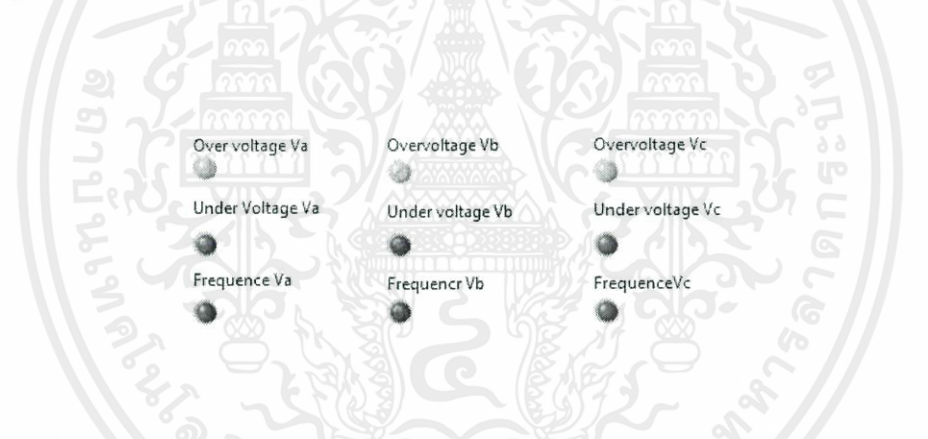 Over voltage Va
Overvoltage Vb
Overvoltage Vc
Under Voltage Va
Under voltage Vb
Under voltage Vc
Frequence Va
Frequencr Vb
FrequenceVc